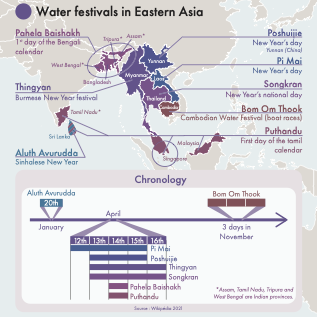 Water festivals in Eastern Asia
Pahela Baishakh
1st day of the Bengali
calendar
Tripura*
Assam*
West Bengal*
Bangladesh
Poshuijie
New Year's day
Yunnan (China)
Pi Mai
New Year's day
Songkran
New Year's national day
Bom Om Thook
Cambodian Water Festival (boat races)
Puthandu
First day of the tamil
calendar
Thingyan
Burmese New Year festival
Tamil Nadu*
Sri Lanka
Aluth Avurudda
Sinhalese New Year
Yunnan
Myanmar
Laos
Thailand
Cambodia
Malaysia
Singapore
Chronology
Aluth Avurudda
20th
January
April
Bom Om Thook
3 days in
November
12th
13th
14th
15th
16th
Pi Mai
Poshuijie
Thingyan
Songkran
Pahela Baishakh
Puthandu
*Assam, Tamil Nadu, Tripura and
West Bengal are Indian provinces.
Source : Wikipedia 2021